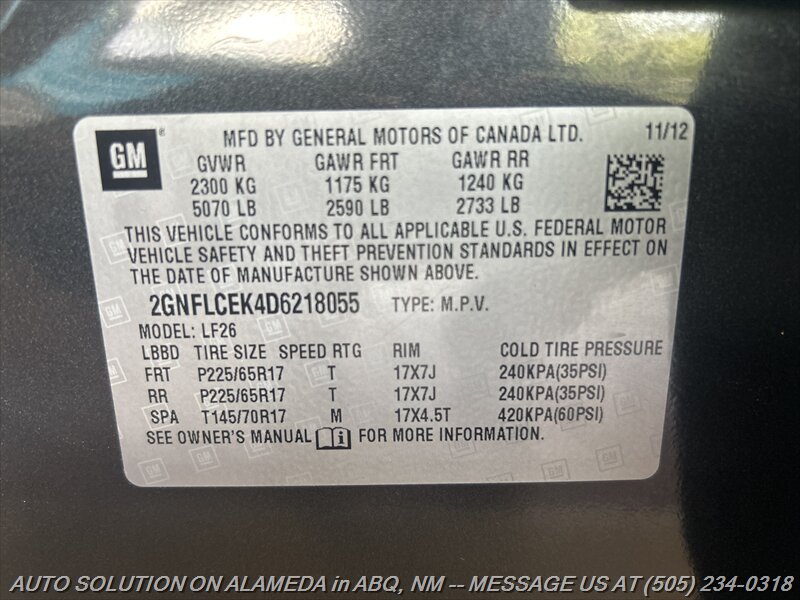 GM ® MFD BY GENERAL MOTORS OF CANADA LTD. 11/12
GVWR GAWR FRT GAWR RR
2300 KG 1175 KG 1240 KG
5070 LB 2590 LB 2733 LB
THIS VEHICLE CONFORMS TO ALL APPLICABLE U.S. FEDERAL MOTOR
VEHICLE SAFETY AND THEFT PREVENTION STANDARDS IN EFFECT ON
THE DATE OF MANUFACTURE SHOWN ABOVE.
2GNFLCEK4D6218055 TYPE: M.P.V.
MODEL: LF26
LBBD TIRE SIZE SPEED RTG RIM COLD TIRE PRESSURE
FRT P225/65R17 T 17X7J 240KPA(35PSI)
RR P225/65R17 T 17X7J 240KPA(35PSI)
SPA T145/70R17 M 17X4.5T 420KPA(60PSI)
SEE OWNER'S MANUAL i FOR MORE INFORMATION.
AUTO SOLUTION ON ALAMEDA in ABQ, NM -- MESSAGE US AT (505) 234-0318